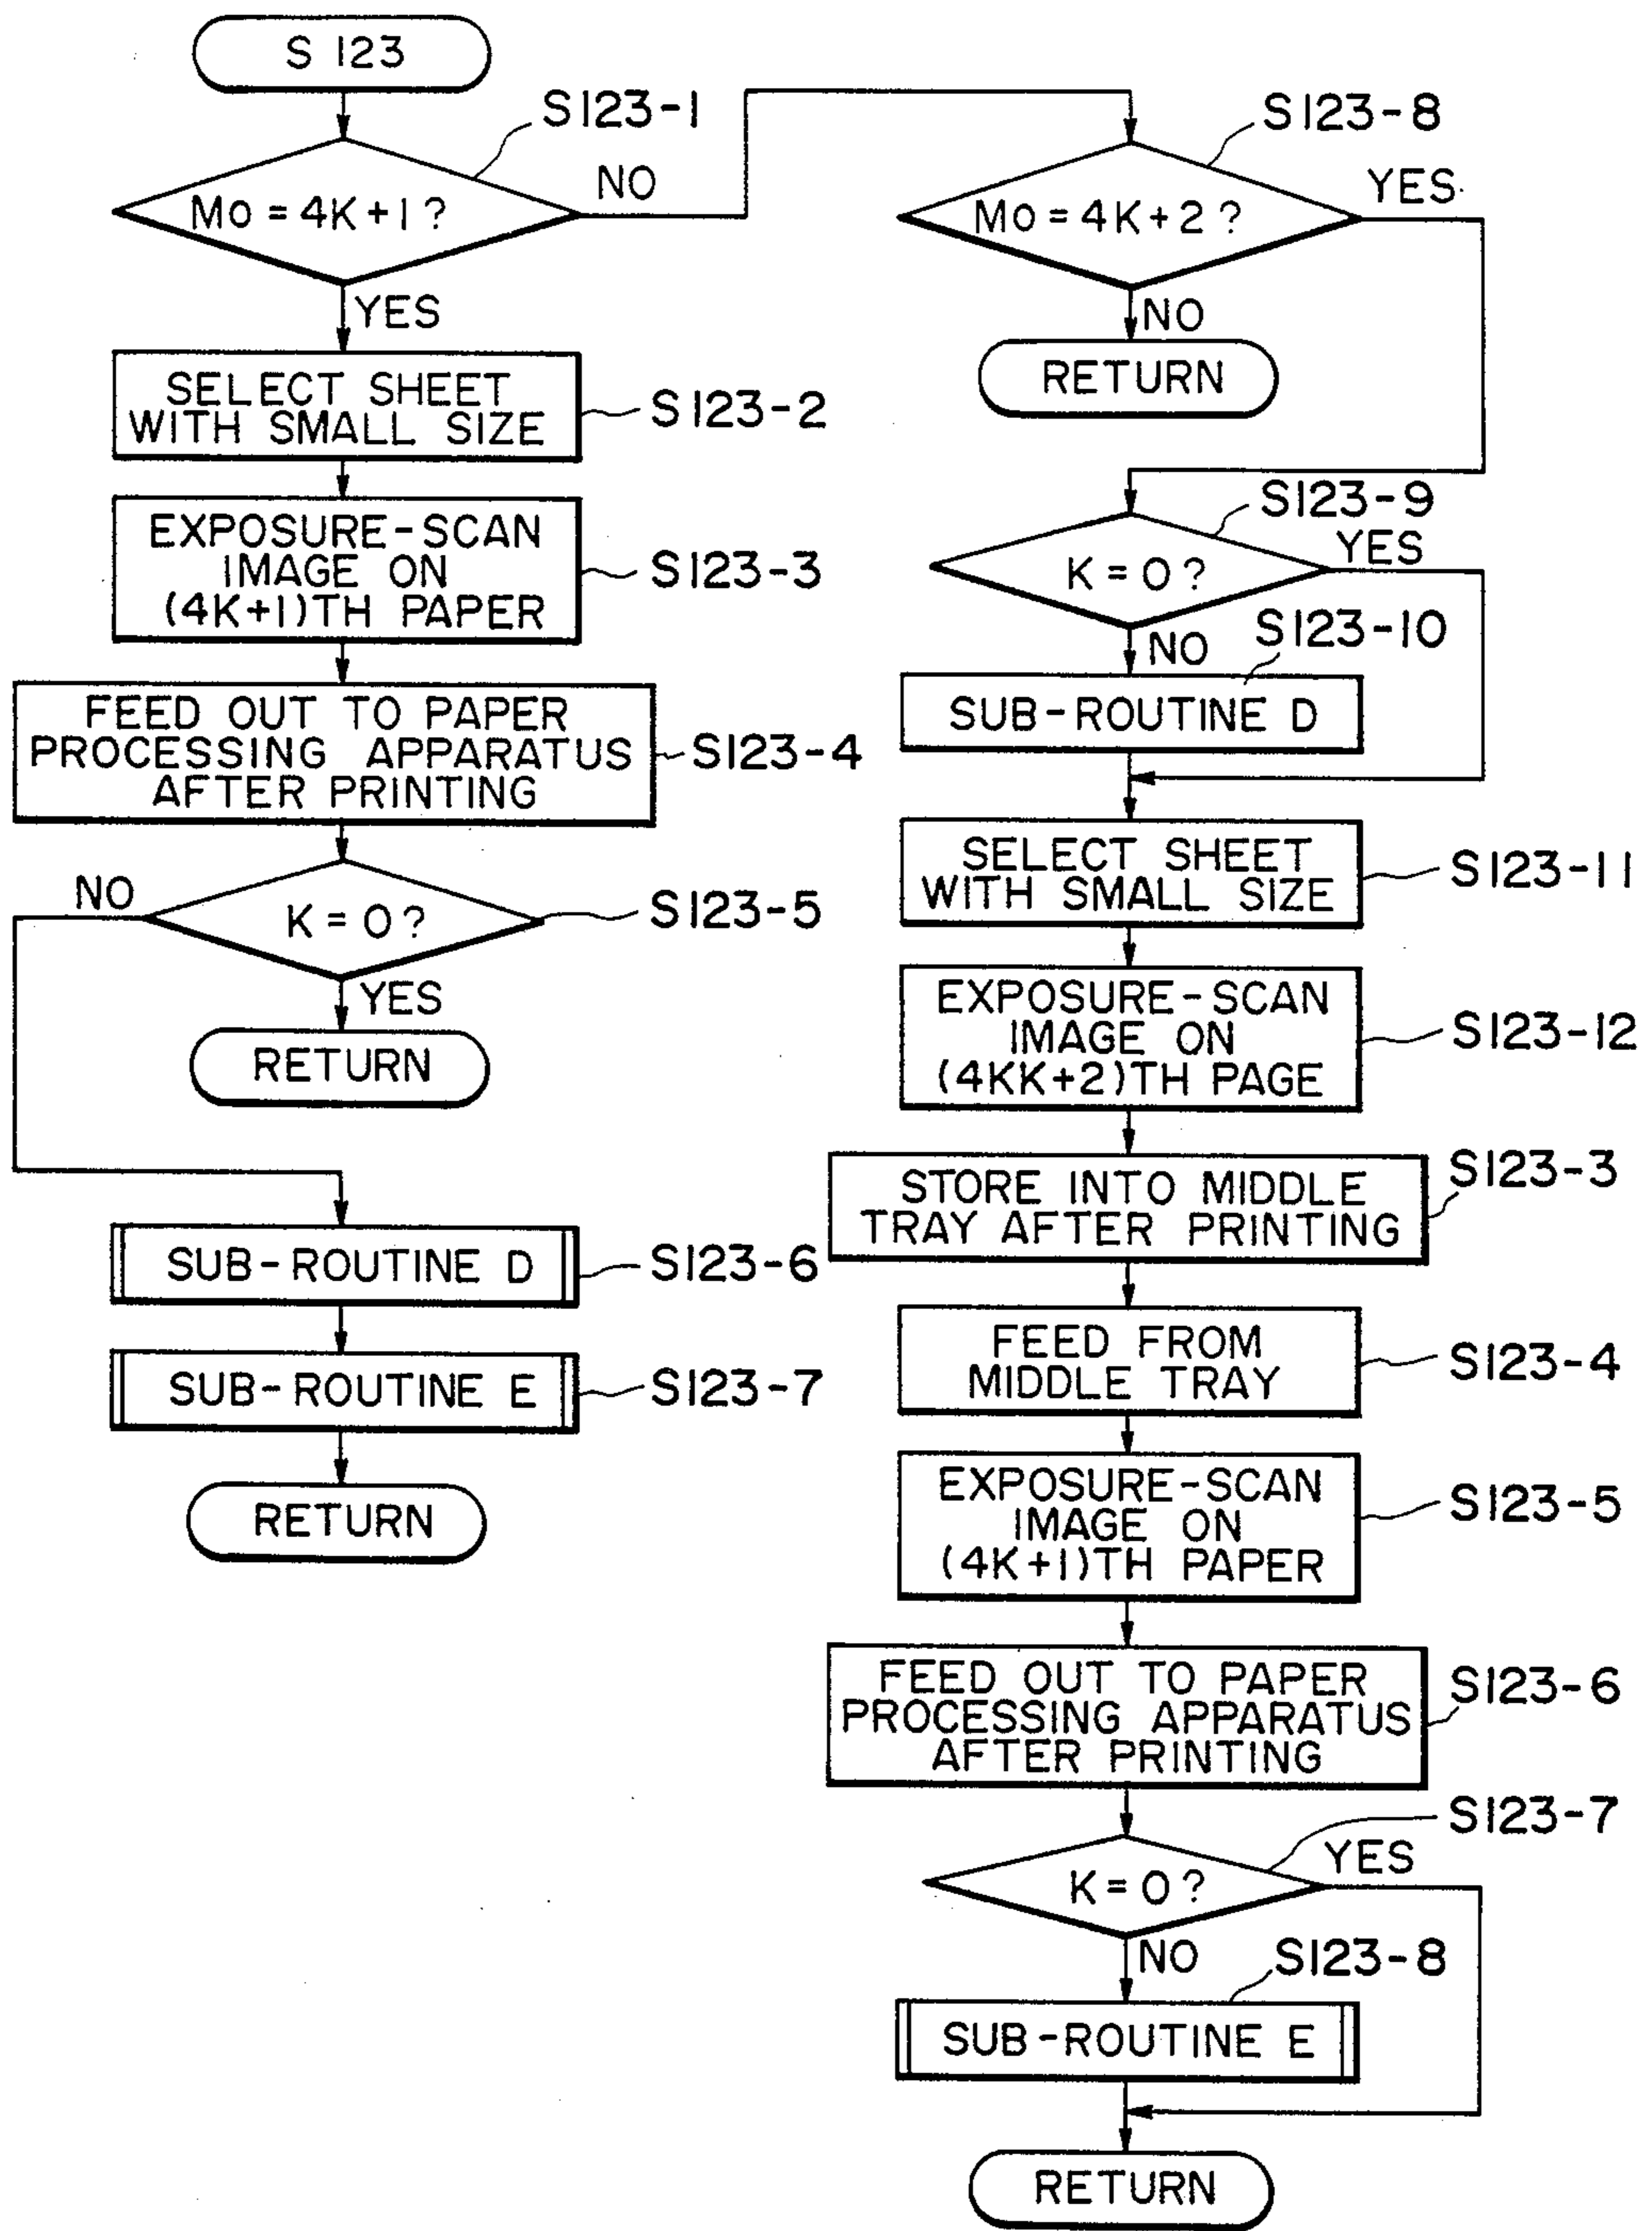 S 123
S123-1
Mo = 4K+1 ?
NO
YES
SELECT SHEET
WITH SMALL SIZE
S123-2
EXPOSURE-SCAN
IMAGE ON
(4K+1)TH PAPER
S123-3
FEED OUT TO PAPER
PROCESSING APPARATUS
AFTER PRINTING
S123-4
K = 0 ?
S123-5
NO
YES
RETURN
SUB-ROUTINE D
S123-6
SUB-ROUTINE E
S123-7
RETURN
S123-8
Mo = 4K+2 ?
YES
NO
RETURN
S123-9
K = 0 ?
YES
NO
S123-10
SUB-ROUTINE D
SELECT SHEET
WITH SMALL SIZE
S123-11
EXPOSURE-SCAN
IMAGE ON
(4KK+2)TH PAGE
S123-12
STORE INTO MIDDLE
TRAY AFTER PRINTING
S123-3
FEED FROM
MIDDLE TRAY
S123-4
EXPOSURE-SCAN
IMAGE ON
(4K+1)TH PAPER
S123-5
FEED OUT TO PAPER
PROCESSING APPARATUS
AFTER PRINTING
S123-6
S123-7
K = 0 ?
YES
NO
S123-8
SUB-ROUTINE E
RETURN